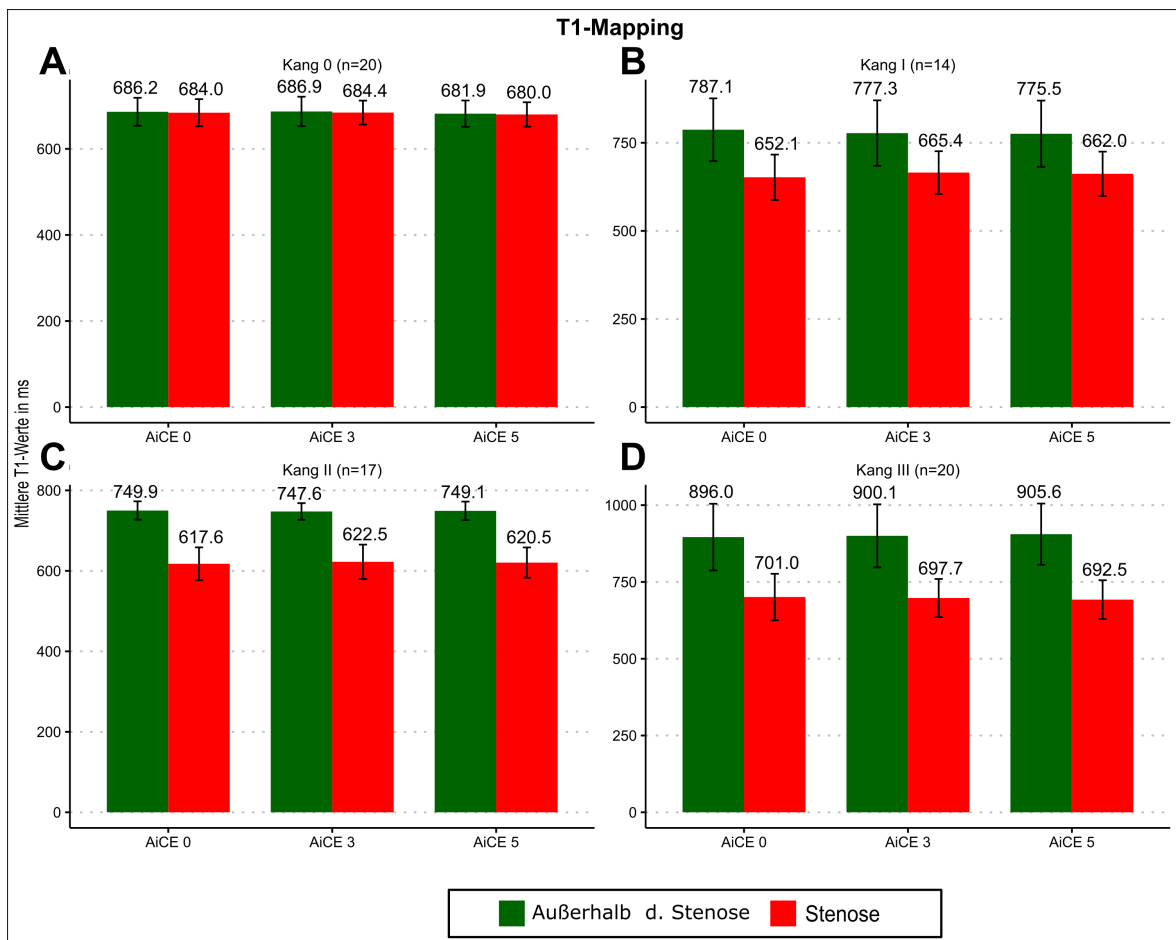 T1-Mapping
A
Kang 0 (n=20)
686.2 684.0 686.9 684.4 681.9 680.0
600
400
200
0
AiCE 0 AiCE 3 AiCE 5
B
Kang I (n=14)
787.1 652.1 777.3 665.4 775.5 662.0
750
500
250
0
AiCE 0 AiCE 3 AiCE 5
Mittlere T1-Werte in ms
C
Kang II (n=17)
749.9 617.6 747.6 622.5 749.1 620.5
800
600
400
200
0
AiCE 0 AiCE 3 AiCE 5
D
Kang III (n=20)
896.0 701.0 900.1 697.7 905.6 692.5
1000
750
500
250
0
AiCE 0 AiCE 3 AiCE 5
Außerhalb d. Stenose Stenose